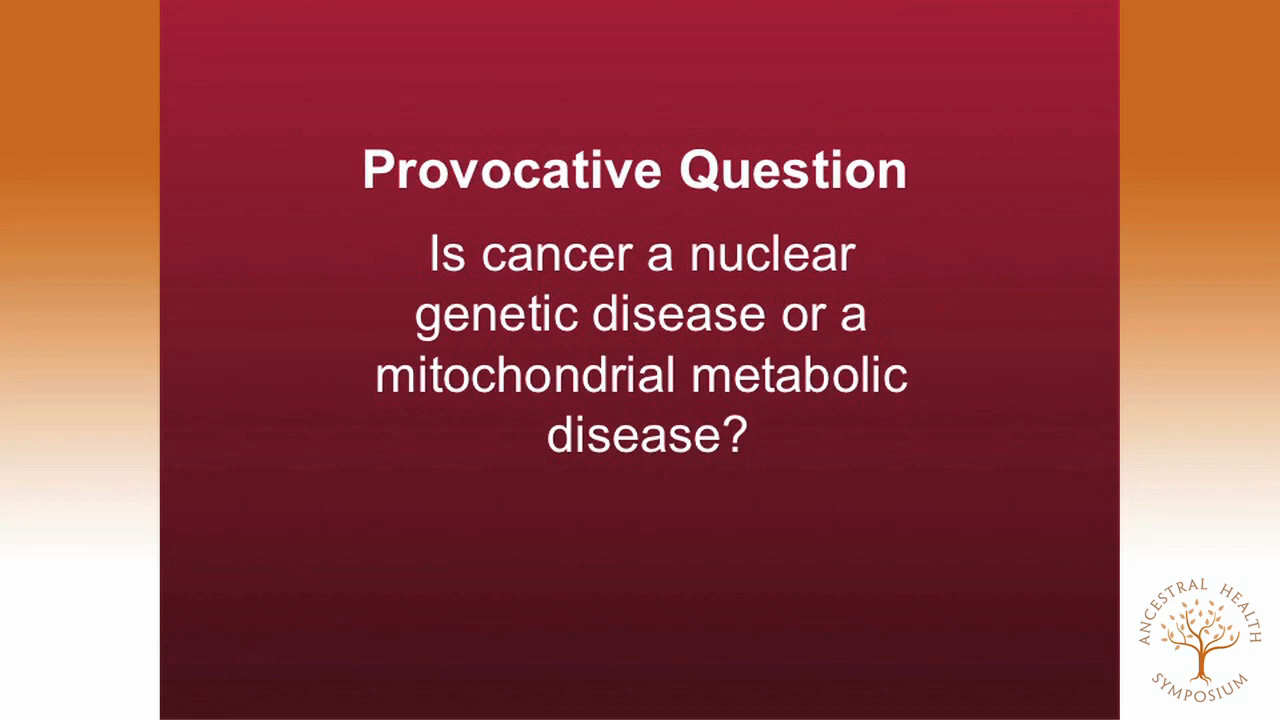 Provocative Question
Is cancer a nuclear
genetic disease or a
mitochondrial metabolic
disease?
ANCESTRAL HEALTH
SYMPOSIUM